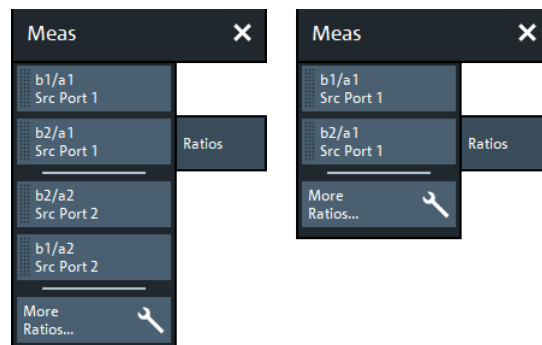 Meas
b1/a1
Src Port 1
b2/a1
Src Port 1
Ratios
b2/a2
Src Port 2
b1/a2
Src Port 2
More
Ratios...
Meas
b1/a1
Src Port 1
b2/a1
Src Port 1
Ratios
More
Ratios...